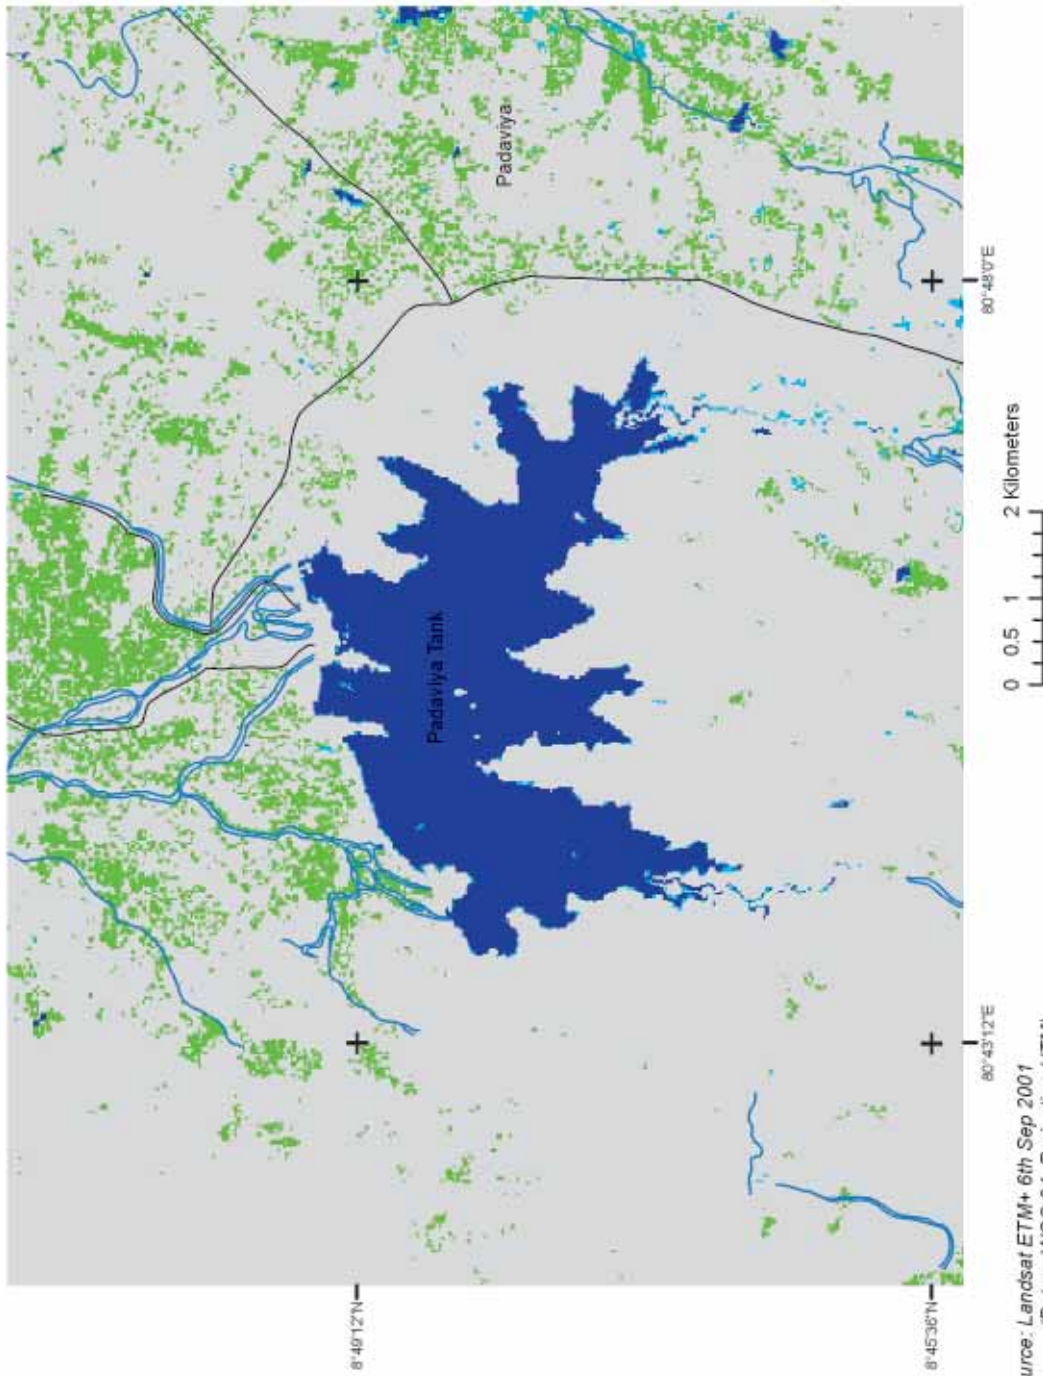 Padaviya
Padaviya Tank
8°49'12"N
8°45'36"N
80°43'12"E
80°48'0"E
0 0.5 1 2 Kilometers
urce: Landsat ETM+ 6th Sep 2001